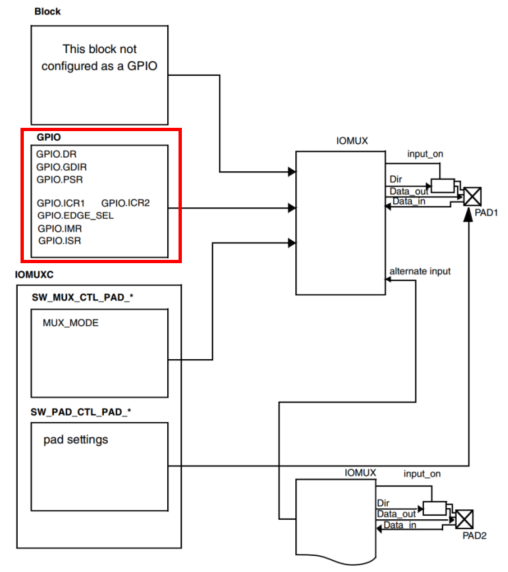 Block
This block not
configured as a GPIO
GPIO
GPIO.DR
GPIO.GDIR
GPIO.PSR
GPIO.ICR1 GPIO.ICR2
GPIO.EDGE_SEL
GPIO.IMR
GPIO.ISR
IOMUX
input_on
Dir
Data_out
Data_in
PAD1
alternate input
IOMUXC
SW_MUX_CTL_PAD_*
MUX_MODE
SW_PAD_CTL_PAD_*
pad settings
IOMUX
input_on
Dir
Data_out
Data_in
PAD2